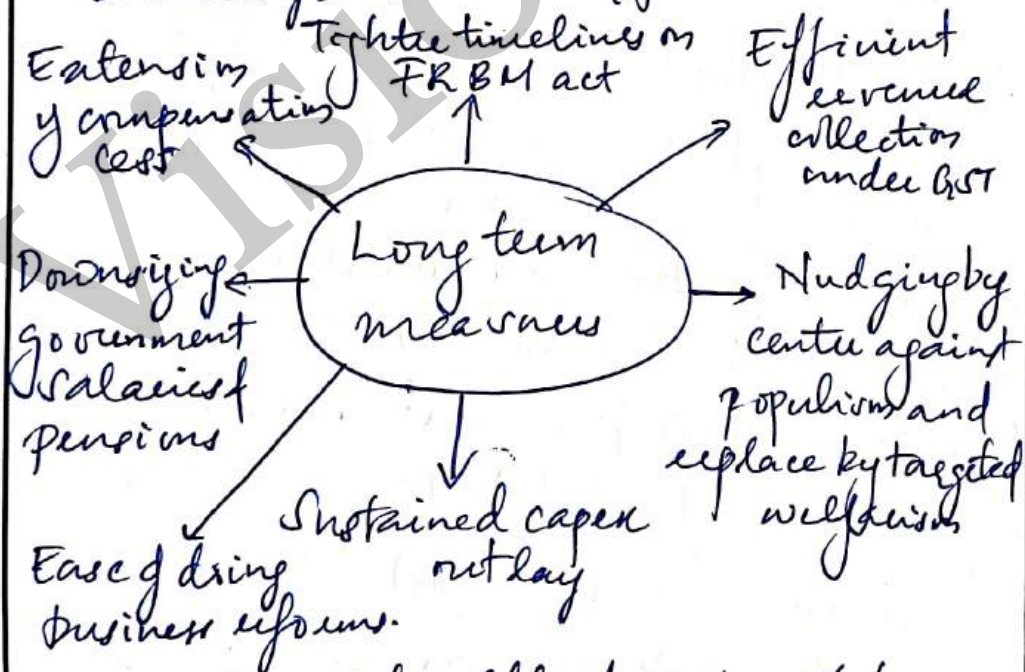 Tighter timelines on
FRBM act
Extension
of compensation
cess
Efficient
revenue
collection
under GST
Long term
measures
Downsizing
government
salaries &
pensions
Nudging by
centre against
populism and
replace by targeted
welfarism
Sustained capex
outlay
Ease of doing
business reforms.